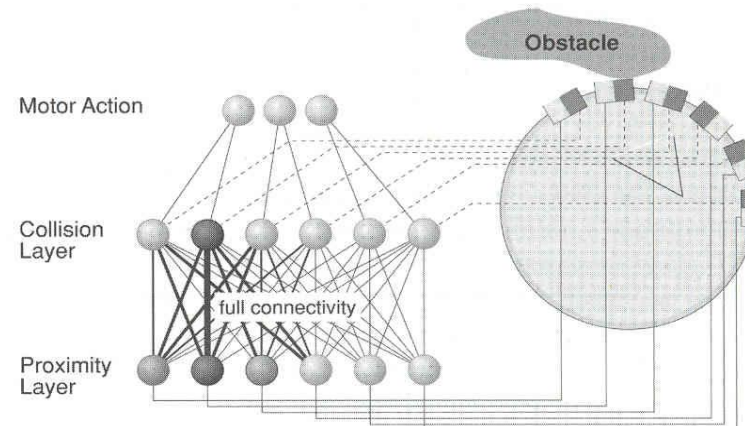 Obstacle
Motor Action
Collision
Layer
full connectivity
Proximity
Layer